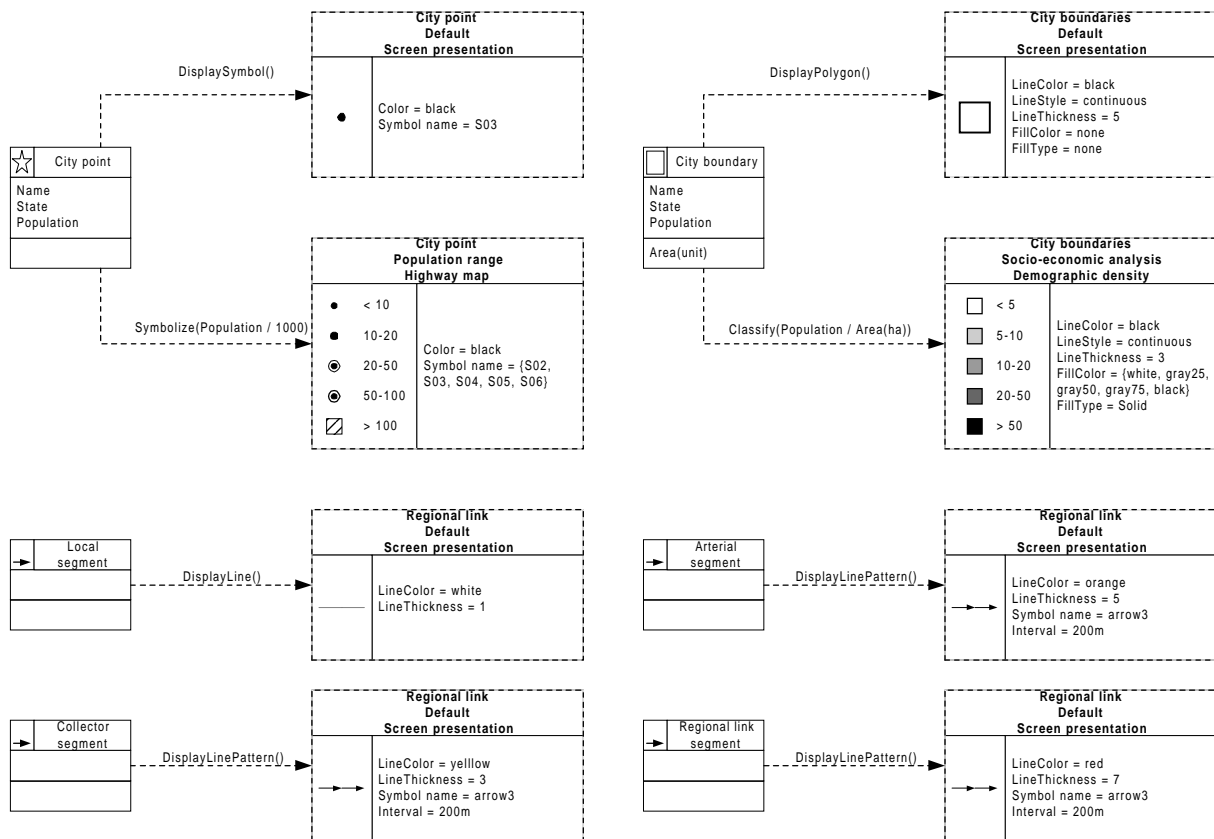 City point
Default
Screen presentation
DisplaySymbol()
Color = black
Symbol name = S03
City point
Name
State
Population
City point
Population range
Highway map
Symbolize(Population / 1000)
< 10
10-20
20-50
50-100
> 100
Color = black
Symbol name = {S02,
S03, S04, S05, S06}
City boundaries
Default
Screen presentation
DisplayPolygon()
LineColor = black
LineStyle = continuous
LineThickness = 5
FillColor = none
FillType = none
City boundary
Name
State
Population
Area(unit)
City boundaries
Socio-economic analysis
Demographic density
Classify(Population / Area(ha))
< 5
5-10
10-20
20-50
> 50
LineColor = black
LineStyle = continuous
LineThickness = 3
FillColor = {white, gray25,
gray50, gray75, black}
FillType = Solid
Local
segment
DisplayLine()
Regional link
Default
Screen presentation
LineColor = white
LineThickness = 1
Arterial
segment
DisplayLinePattern()
Regional link
Default
Screen presentation
LineColor = orange
LineThickness = 5
Symbol name = arrow3
Interval = 200m
Collector
segment
DisplayLinePattern()
Regional link
Default
Screen presentation
LineColor = yelllow
LineThickness = 3
Symbol name = arrow3
Interval = 200m
Regional link
segment
DisplayLinePattern()
Regional link
Default
Screen presentation
LineColor = red
LineThickness = 7
Symbol name = arrow3
Interval = 200m